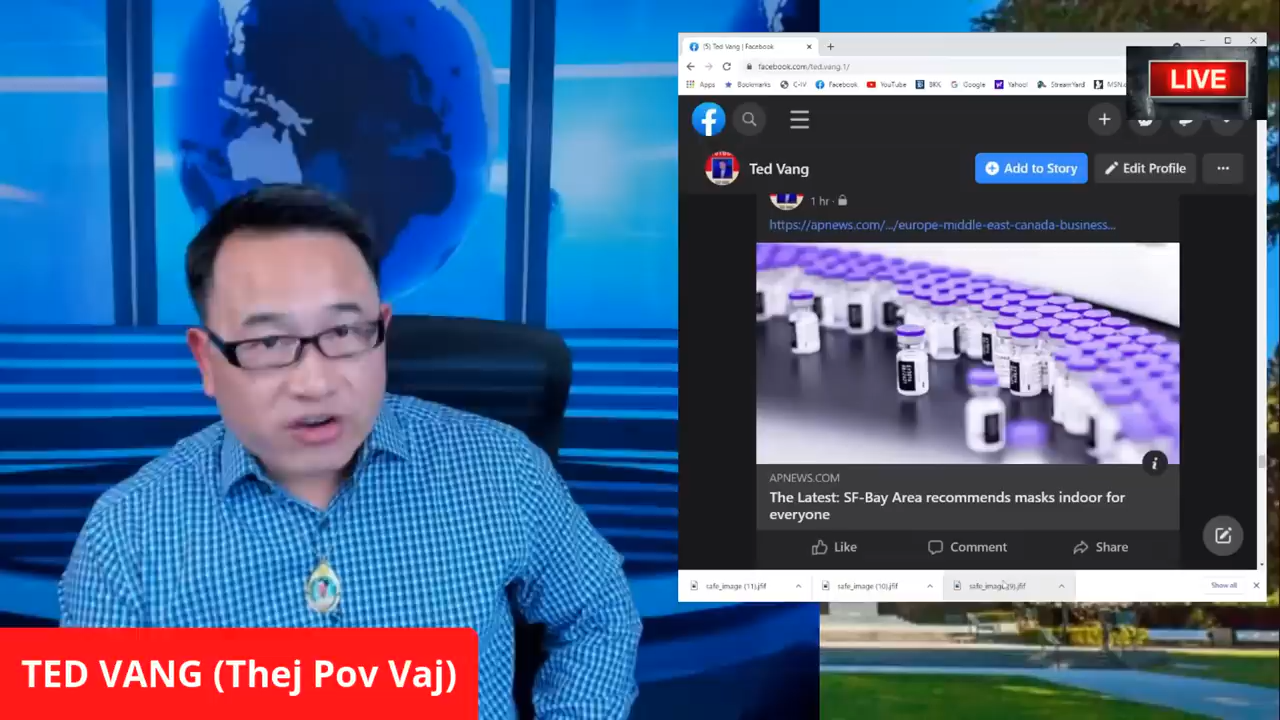 (5) Ted Vang | Facebook
facebook.com/ted.vang.1/
LIVE
Apps
Bookmarks
C-IV
Facebook
YouTube
BKK
Google
Yahoo!
StreamYard
Ted Vang
Add to Story
Edit Profile
1 hr
https://apnews.com/.../europe-middle-east-canada-business...
APNEWS.COM
The Latest: SF-Bay Area recommends masks indoor for
everyone
Like
Comment
Share
safe_image (11).jfif
safe_image (10).jfif
safe_image (9).jfif
Show all
TED VANG (Thej Pov Vaj)